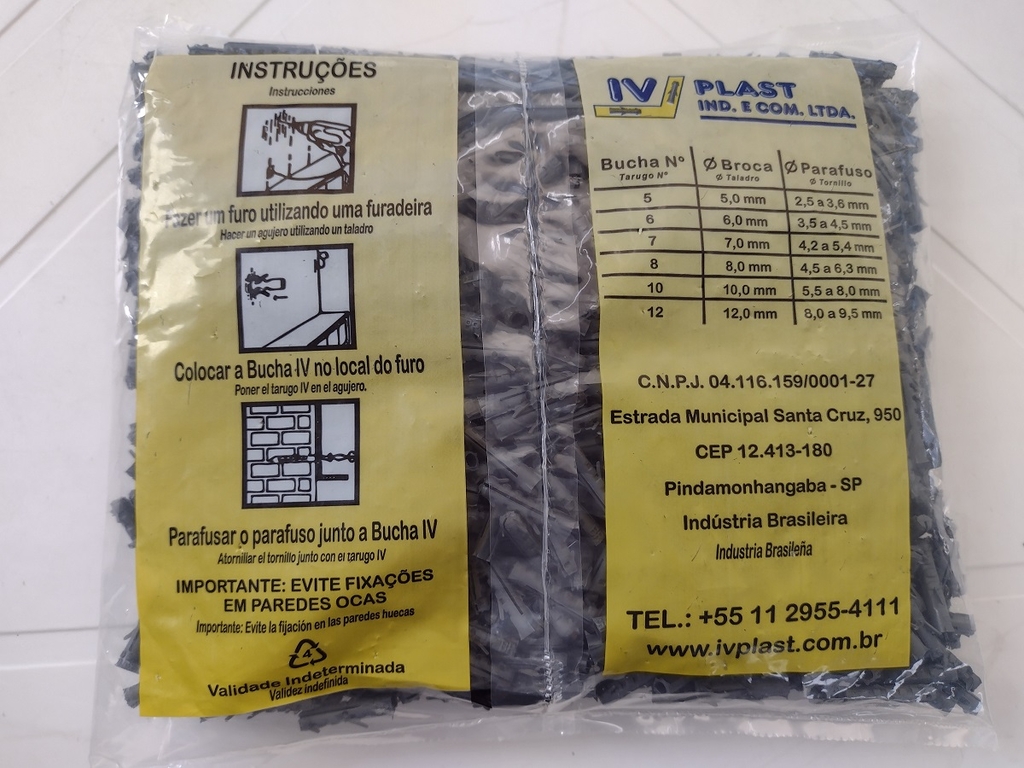 INSTRUÇÕES
Instrucciones
Fazer um furo utilizando uma furadeira
Hacer un agujero utilizando un taladro
Colocar a Bucha IV no local do furo
Poner el tarugo IV en el agujero.
Parafusar o parafuso junto a Bucha IV
Atornillar el tornillo junto con el tarugo IV
IMPORTANTE: EVITE FIXAÇÕES
EM PAREDES OCAS
Importante: Evite la fijación en las paredes huecas
4
Validade Indeterminada
Validez indefinida
IV PLAST
IND. E COM. LTDA.
Bucha Nº Ø Broca Ø Parafuso
Tarugo Nº Ø Taladro Ø Tornillo
5 5,0 mm 2,5 a 3,6 mm
6 6,0 mm 3,5 a 4,5 mm
7 7,0 mm 4,2 a 5,4 mm
8 8,0 mm 4,5 a 6,3 mm
10 10,0 mm 5,5 a 8,0 mm
12 12,0 mm 8,0 a 9,5 mm
C.N.P.J. 04.116.159/0001-27
Estrada Municipal Santa Cruz, 950
CEP 12.413-180
Pindamonhangaba - SP
Indústria Brasileira
Industria Brasileña
TEL.: +55 11 2955-4111
www.ivplast.com.br